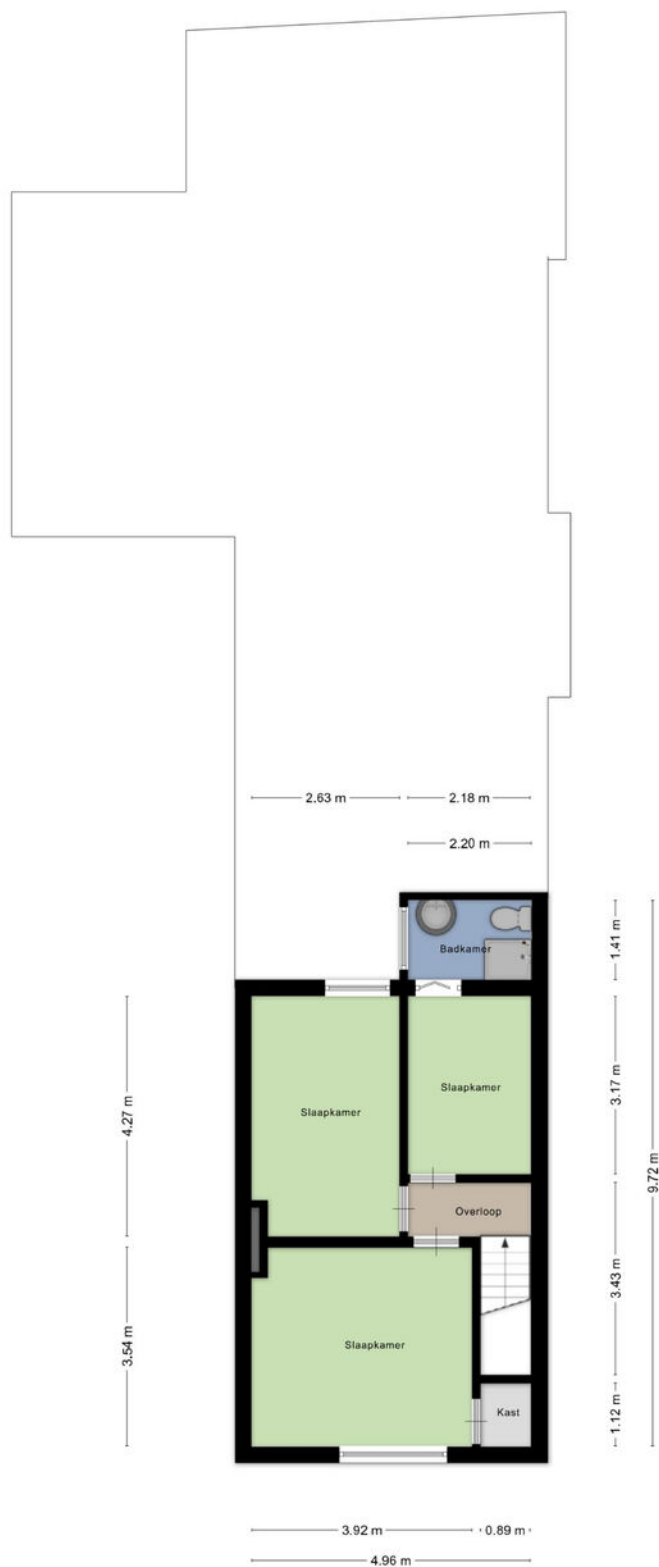 2.63 m
2.18 m
2.20 m
Badkamer
1.41 m
Slaapkamer
Slaapkamer
4.27 m
3.17 m
9.72 m
Overloop
3.43 m
Slaapkamer
3.54 m
Kast
1.12 m
3.92 m
0.89 m
4.96 m